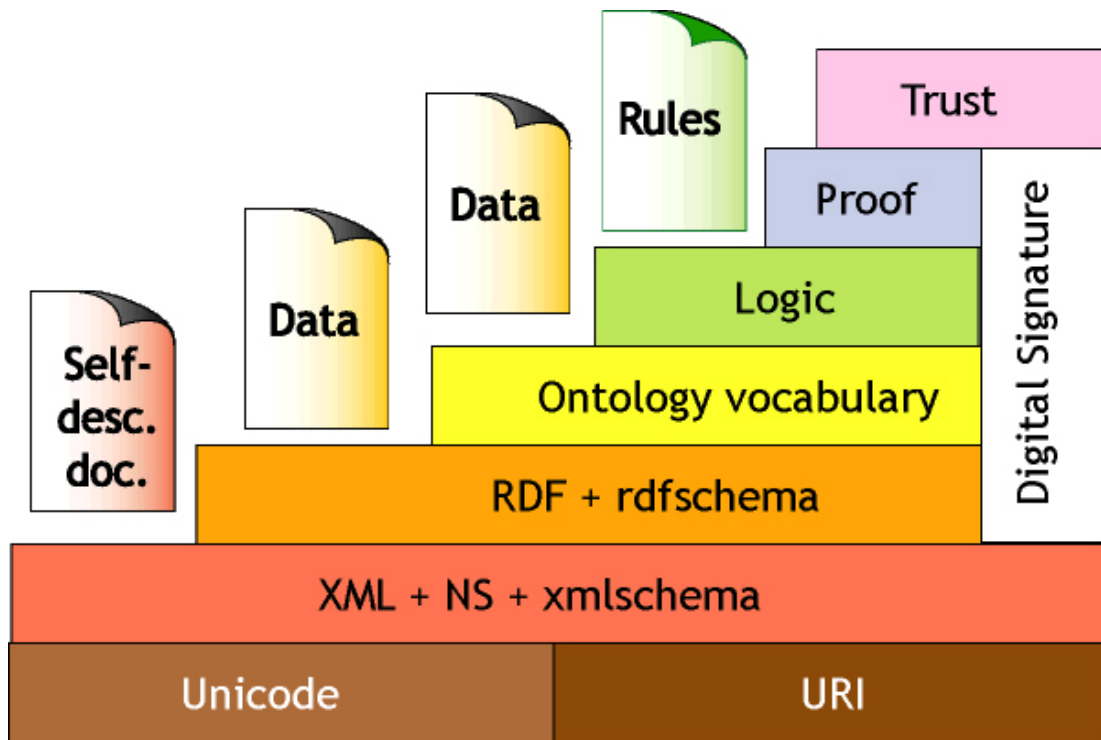 Rules
Trust
Data
Proof
Digital Signature
Data
Logic
Self-
desc.
doc.
Ontology vocabulary
RDF + rdfschema
XML + NS + xmlschema
Unicode
URI